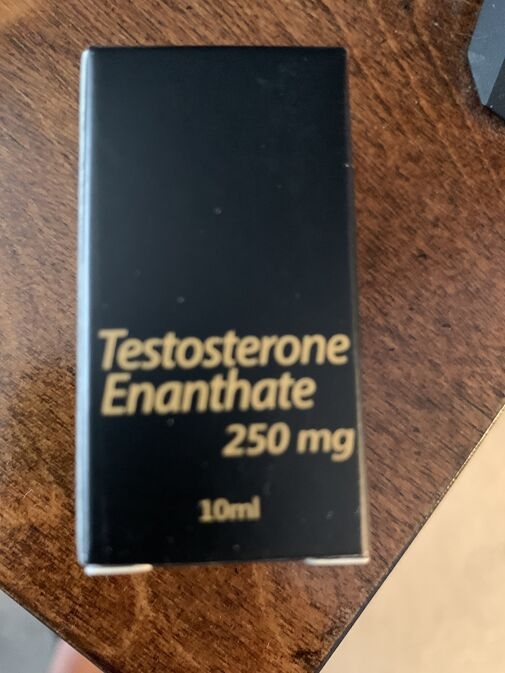 Testosterone
Enanthate
250 mg
10ml